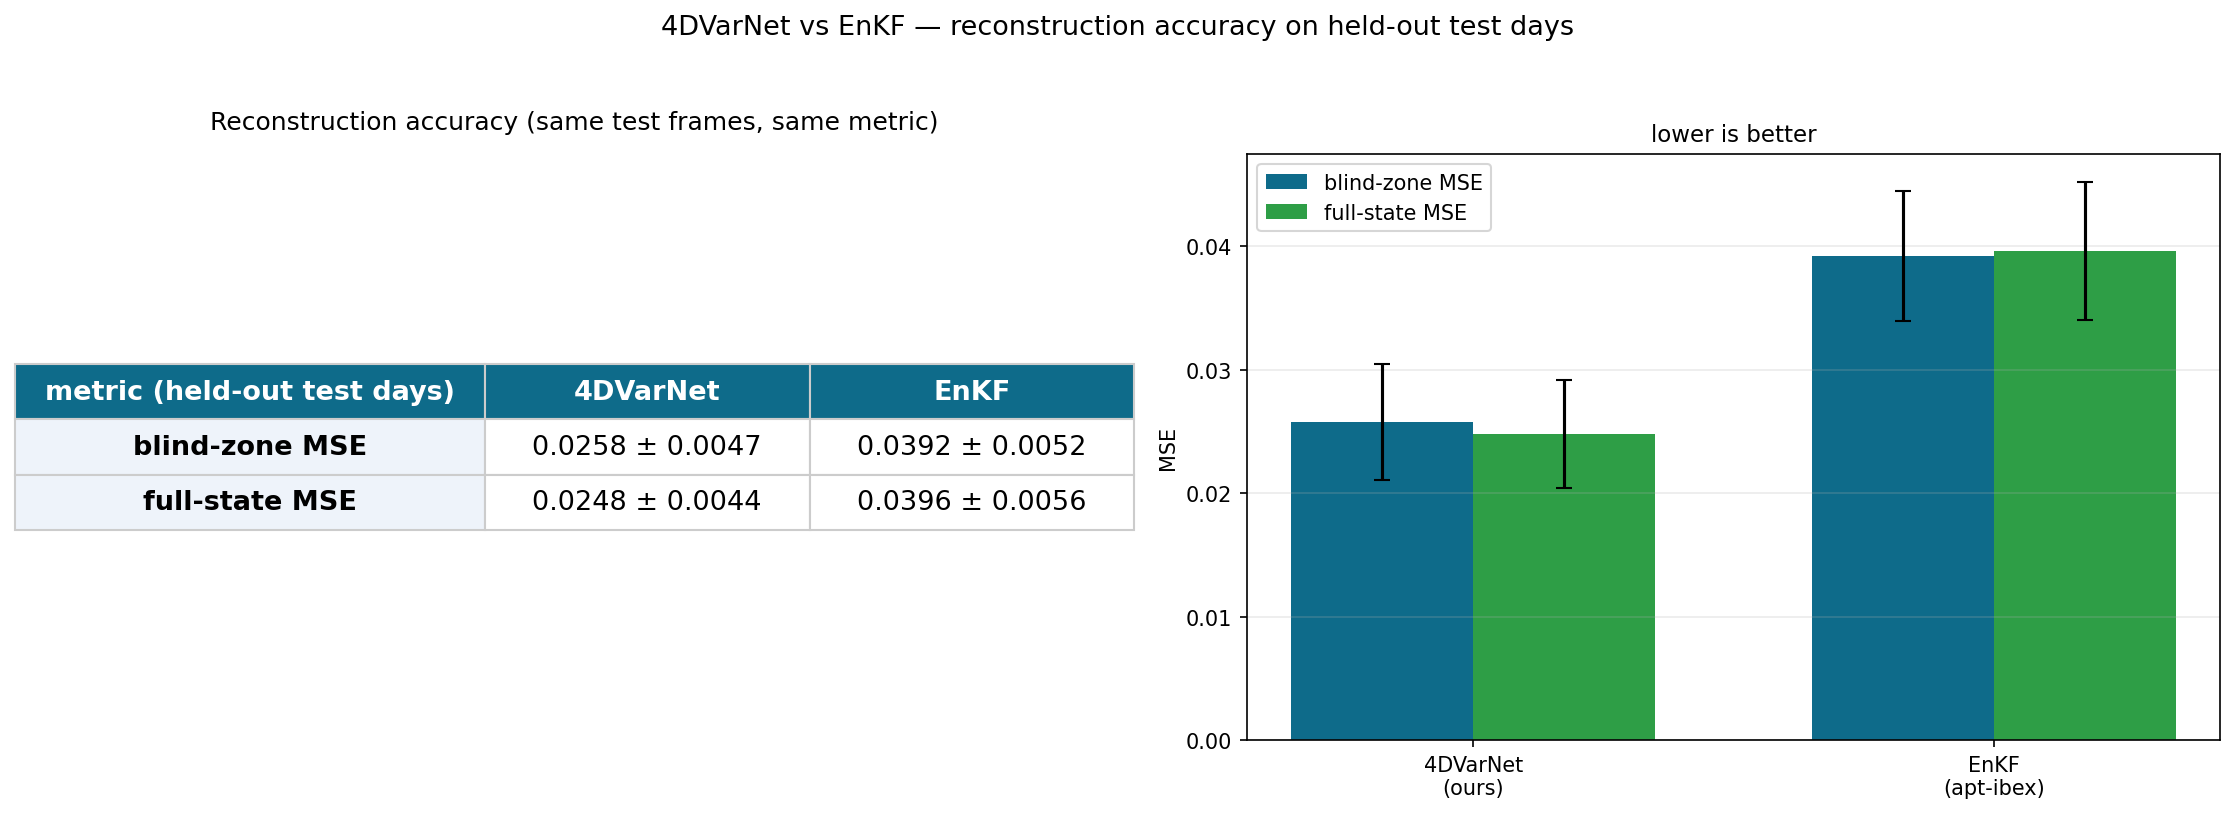 4DVarNet vs EnKF — reconstruction accuracy on held-out test days
Reconstruction accuracy (same test frames, same metric)
metric (held-out test days) 4DVarNet EnKF
blind-zone MSE 0.0258 ± 0.0047 0.0392 ± 0.0052
full-state MSE 0.0248 ± 0.0044 0.0396 ± 0.0056
lower is better
blind-zone MSE
full-state MSE
MSE
0.04
0.03
0.02
0.01
0.00
4DVarNet
(ours)
EnKF
(apt-ibex)